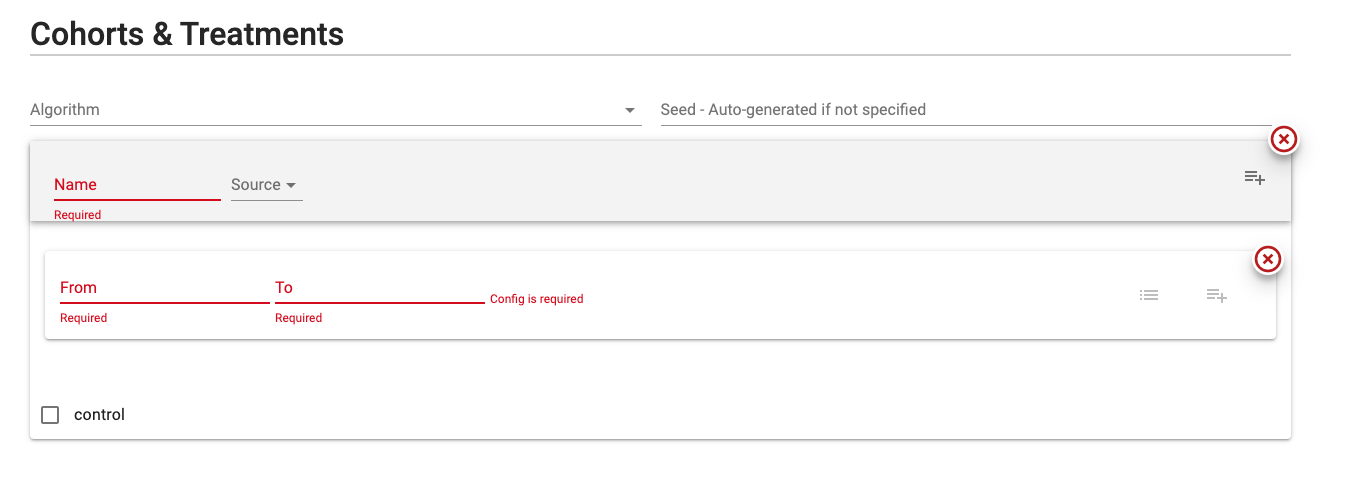 Cohorts & Treatments
Algorithm
Seed - Auto-generated if not specified
Name
Source
Required
From
To
Config is required
Required
Required
control